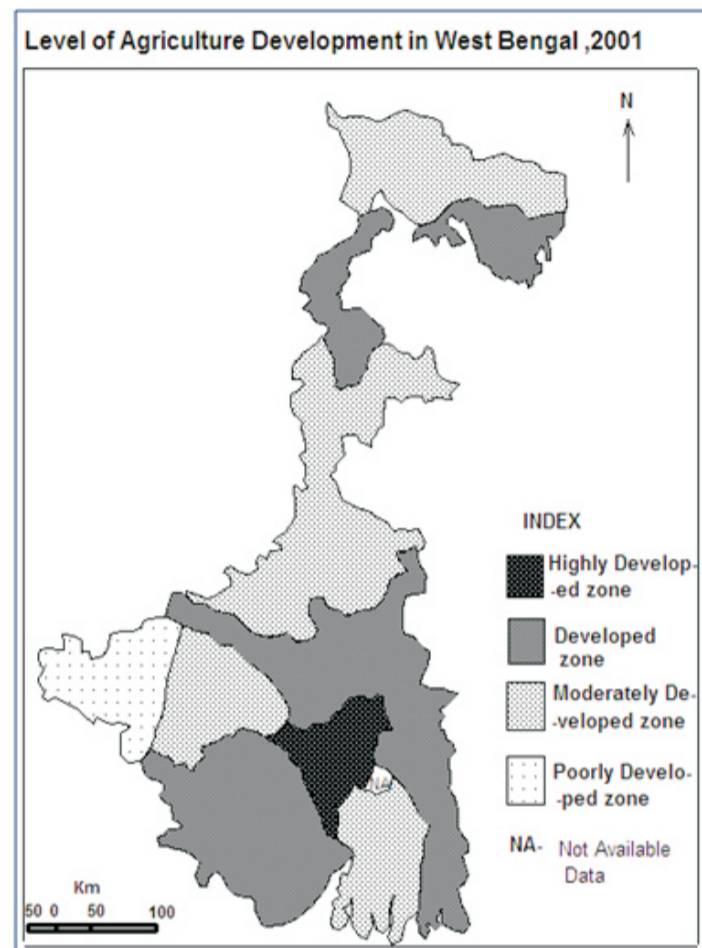 Level of Agriculture Development in West Bengal ,2001
N
INDEX
Highly Develop-
-ed zone
Developed
zone
Moderately De-
-veloped zone
Poorly Develo-
-ped zone
NA- Not Available
Data
NA
Km
50 0 50 100